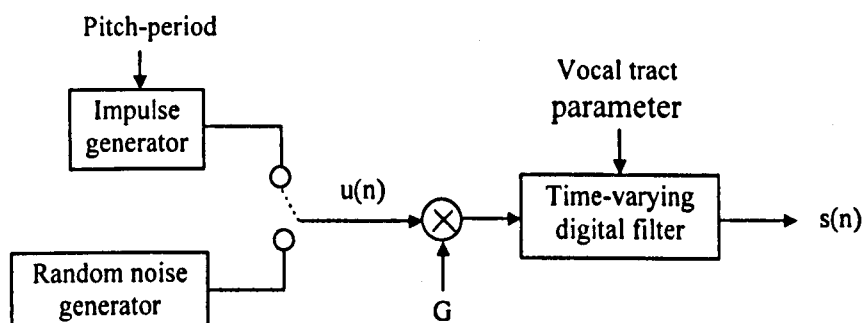 Pitch-period
Impulse
generator
Vocal tract
parameter
u(n)
Time-varying
digital filter
s(n)
Random noise
generator
G